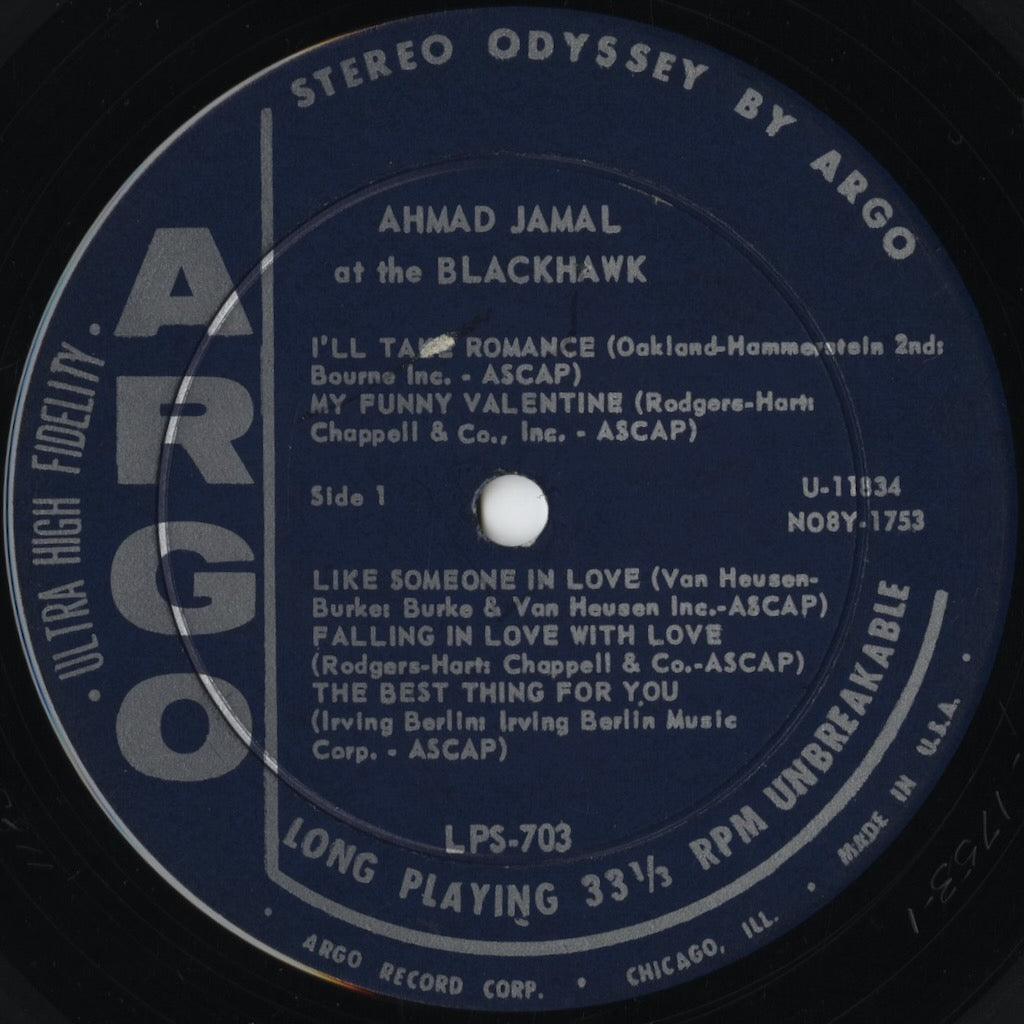 STEREO ODYSSEY BY ARGO
ARGO
• ULTRA HIGH FIDELITY •
AHMAD JAMAL
at the BLACKHAWK
I'LL TAKE ROMANCE (Oakland-Hammerstein 2nd:
Bourne Inc. - ASCAP)
MY FUNNY VALENTINE (Rodgers-Hart:
Chappell & Co., Inc. - ASCAP)
Side 1
U-11834
NO8Y-1753
LIKE SOMEONE IN LOVE (Van Heusen-
Burke: Burke & Van Heusen Inc.-ASCAP)
FALLING IN LOVE WITH LOVE
(Rodgers-Hart: Chappell & Co.-ASCAP)
THE BEST THING FOR YOU
(Irving Berlin: Irving Berlin Music
Corp. - ASCAP)
LPS-703
LONG PLAYING 33⅓ RPM UNBREAKABLE
• ARGO RECORD CORP. • CHICAGO, ILL. • MADE IN U.S.A. •